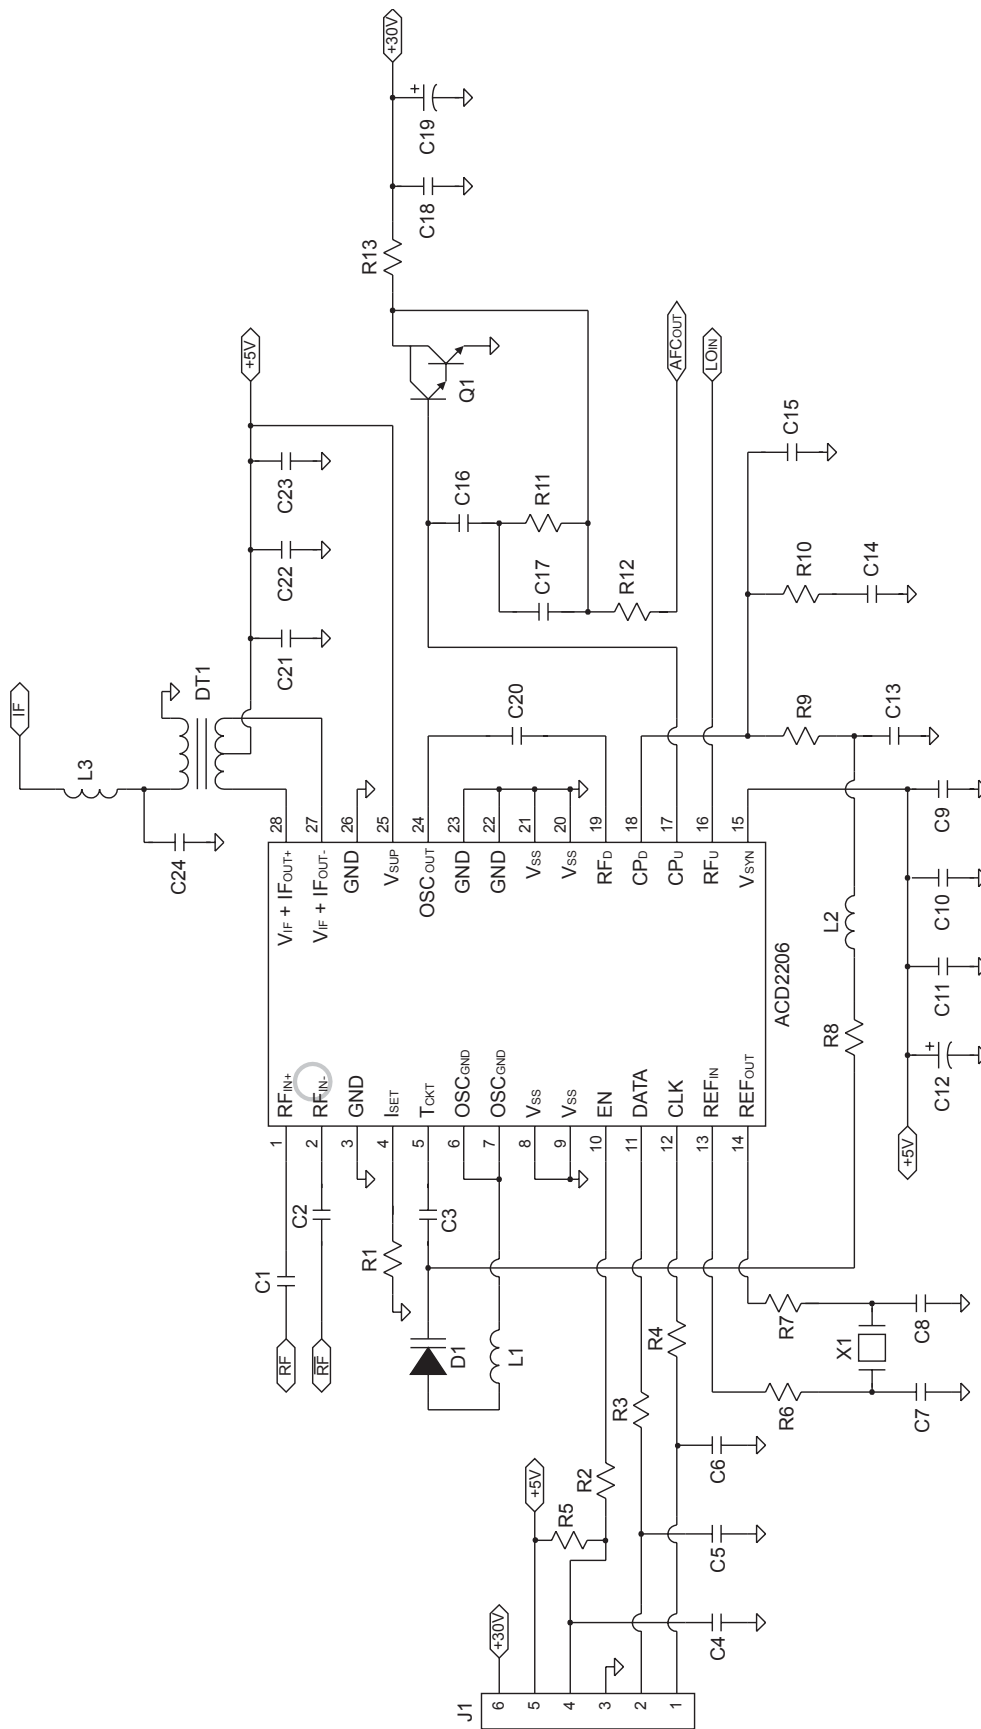 IF
L3
C24
DT1
C21
C22
C23
+5V
R13
C18
C19
+
+30V
Q1
C16
C17
R11
R12
AFCOUT
LOIN
C20
R9
C13
R10
C14
C15
C9
C10
C11
C12
+
+5V
L2
R8
ACD2206
28 VIF + IFOUT+
27 VIF + IFOUT-
26 GND
25 VSUP
24 OSCOUT
23 GND
22 GND
21 VSS
20 VSS
19 RFD
18 CPD
17 CPU
16 RFU
15 VSYN
1 RFIN+
2 RFIN-
3 GND
4 ISET
5 TCKT
6 OSCGND
7 OSCGND
8 VSS
9 VSS
10 EN
11 DATA
12 CLK
13 REFIN
14 REFOUT
RF
C1
RF
C2
R1
C3
D1
L1
R4
R3
R2
R5
+5V
+30V
R7
R6
X1
C8
C7
C6
C5
C4
J1
6
5
4
3
2
1